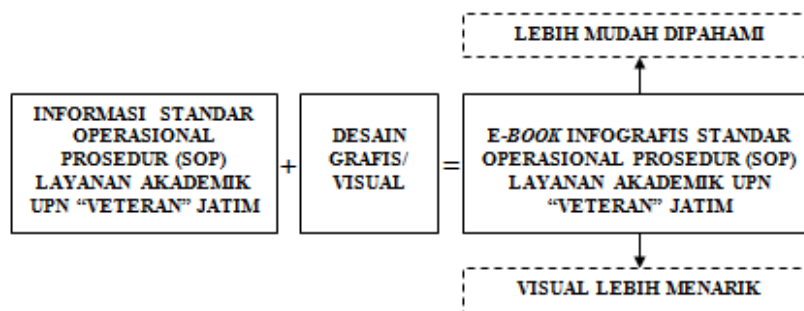 LEBIH MUDAH DIPAHAMI
INFORMASI STANDAR
OPERASIONAL
PROSEDUR (SOP)
LAYANAN AKADEMIK
UPN “VETERAN” JATIM
+
DESAIN
GRAFIS/
VISUAL
=
E-BOOK INFOGRAFIS STANDAR
OPERASIONAL PROSEDUR (SOP)
LAYANAN AKADEMIK UPN
“VETERAN” JATIM
VISUAL LEBIH MENARIK